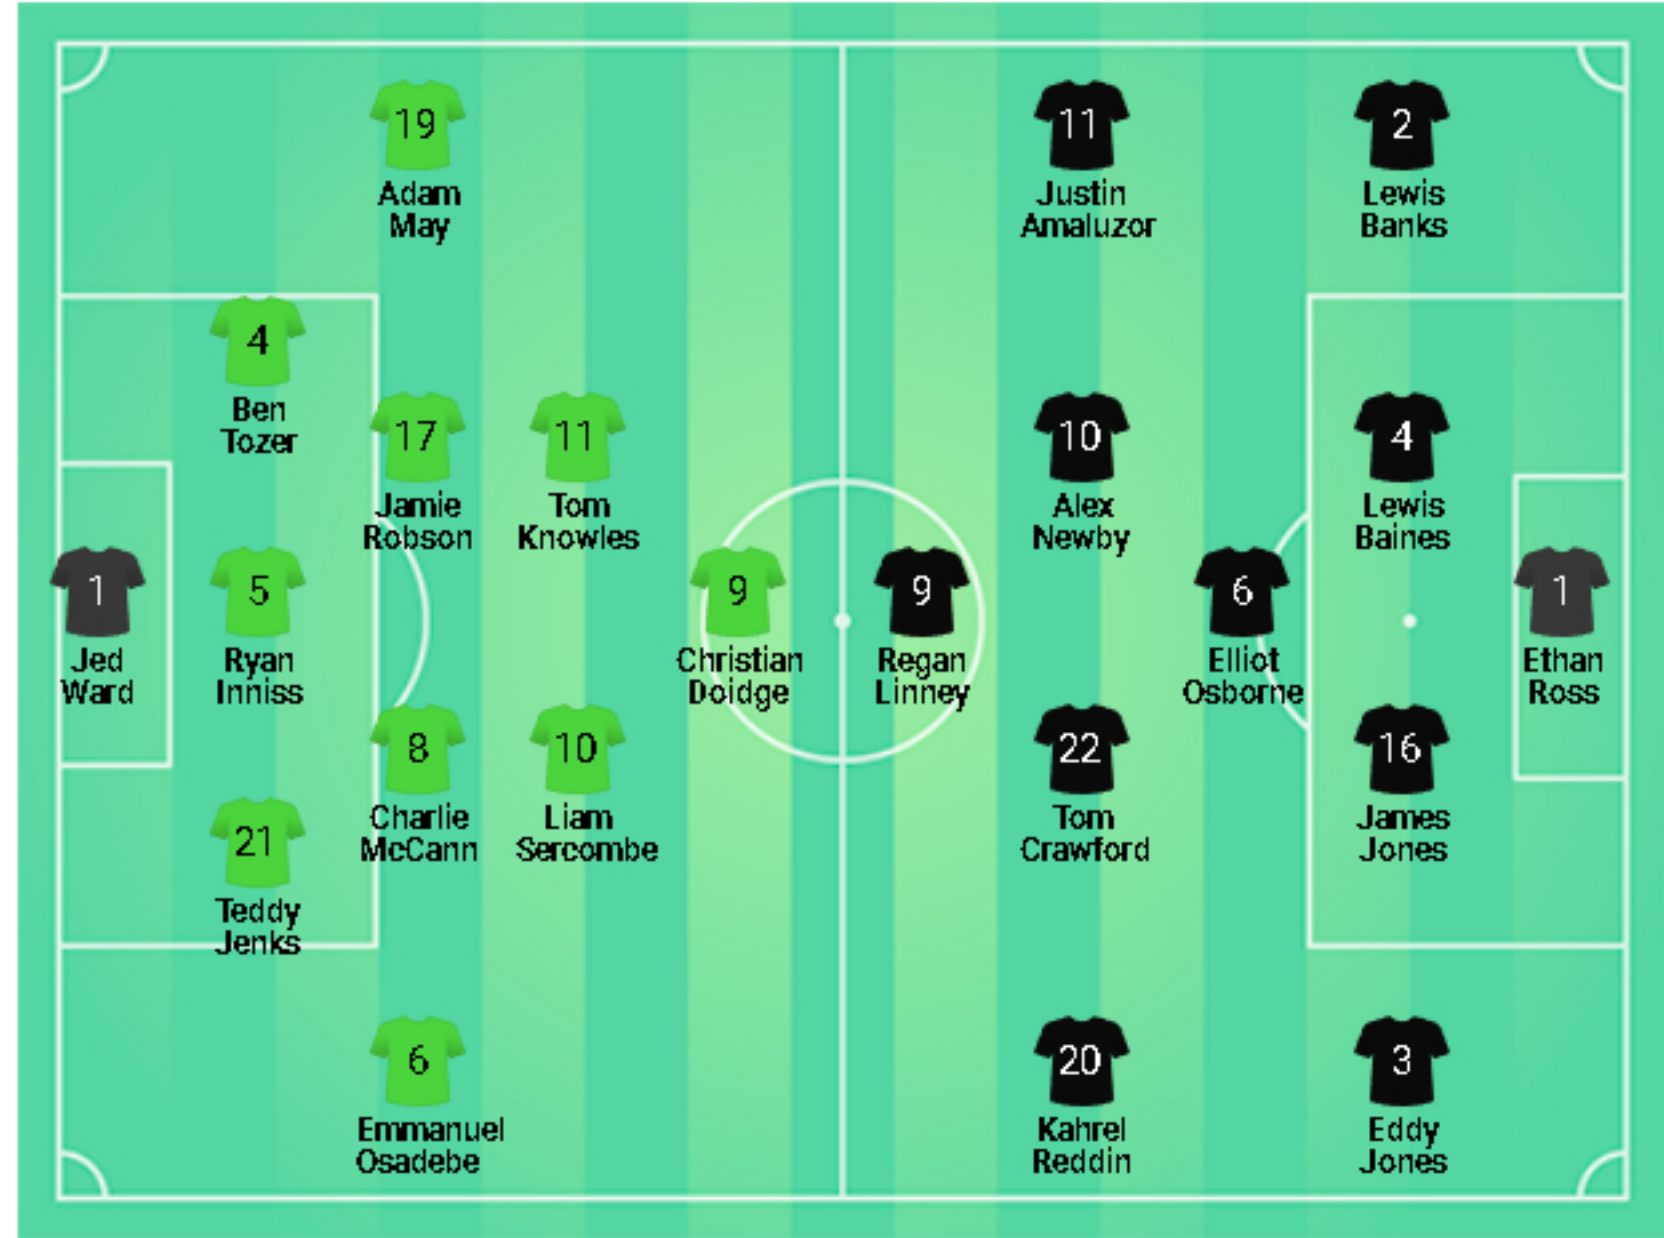 19
Adam
May
11
Justin
Amaluzor
2
Lewis
Banks
4
Ben
Tozer
17
Jamie
Robson
11
Tom
Knowles
10
Alex
Newby
4
Lewis
Baines
1
Jed
Ward
5
Ryan
Inniss
9
Christian
Doidge
9
Regan
Linney
6
Elliot
Osborne
1
Ethan
Ross
21
Teddy
Jenks
8
Charlie
McCann
10
Liam
Sercombe
22
Tom
Crawford
16
James
Jones
6
Emmanuel
Osadebe
20
Kahrel
Reddin
3
Eddy
Jones